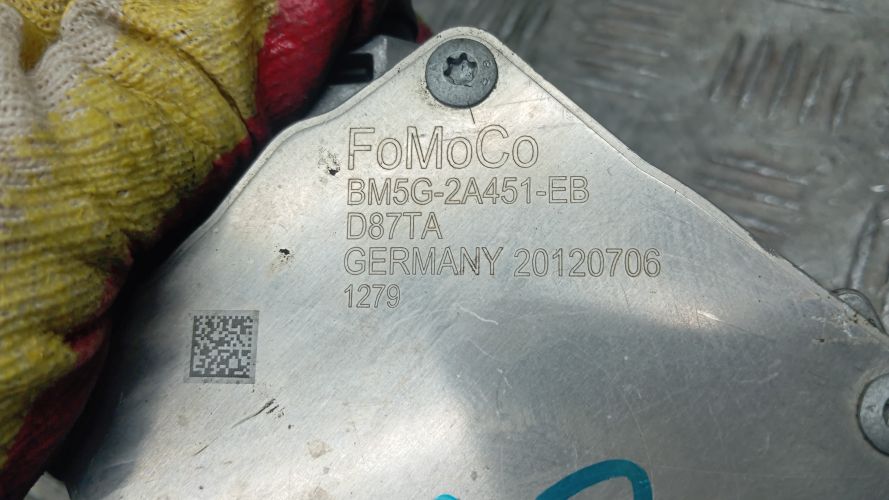 FoMoCo
BM5G-2A451-EB
D87TA
GERMANY 20120706
1279